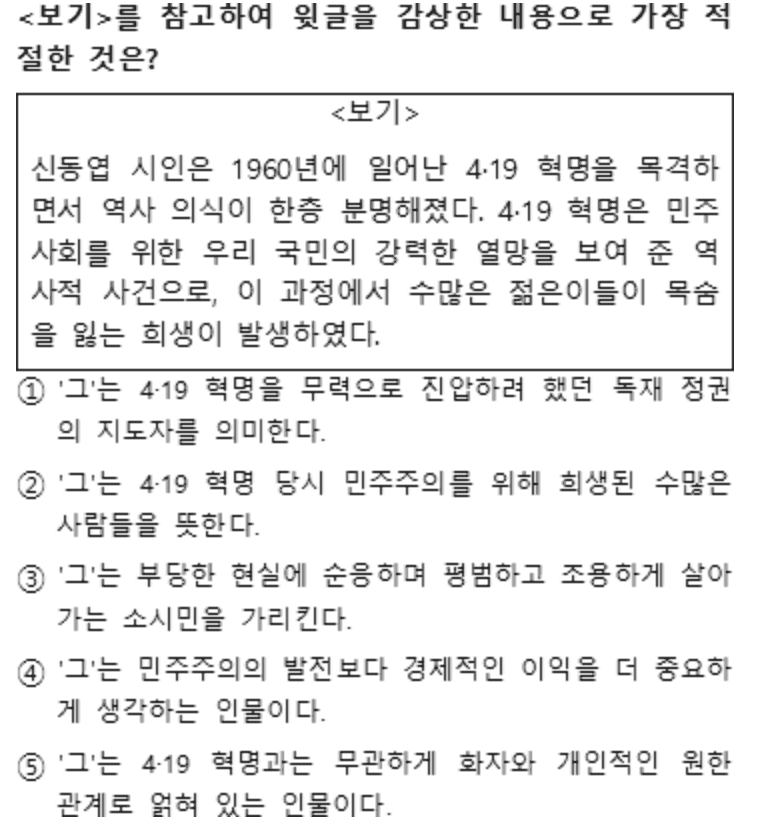 <보기>를 참고하여 윗글을 감상한 내용으로 가장 적
절한 것은?
<보기>
신동엽 시인은 1960년에 일어난 4·19 혁명을 목격하
면서 역사 의식이 한층 분명해졌다. 4·19 혁명은 민주
사회를 위한 우리 국민의 강력한 열망을 보여 준 역
사적 사건으로, 이 과정에서 수많은 젊은이들이 목숨
을 잃는 희생이 발생하였다.
① '그'는 4·19 혁명을 무력으로 진압하려 했던 독재 정권
의 지도자를 의미한다.
② '그'는 4·19 혁명 당시 민주주의를 위해 희생된 수많은
사람들을 뜻한다.
③ '그'는 부당한 현실에 순응하며 평범하고 조용하게 살아
가는 소시민을 가리킨다.
④ '그'는 민주주의의 발전보다 경제적인 이익을 더 중요하
게 생각하는 인물이다.
⑤ '그'는 4·19 혁명과는 무관하게 화자와 개인적인 원한
관계로 얽혀 있는 인물이다.